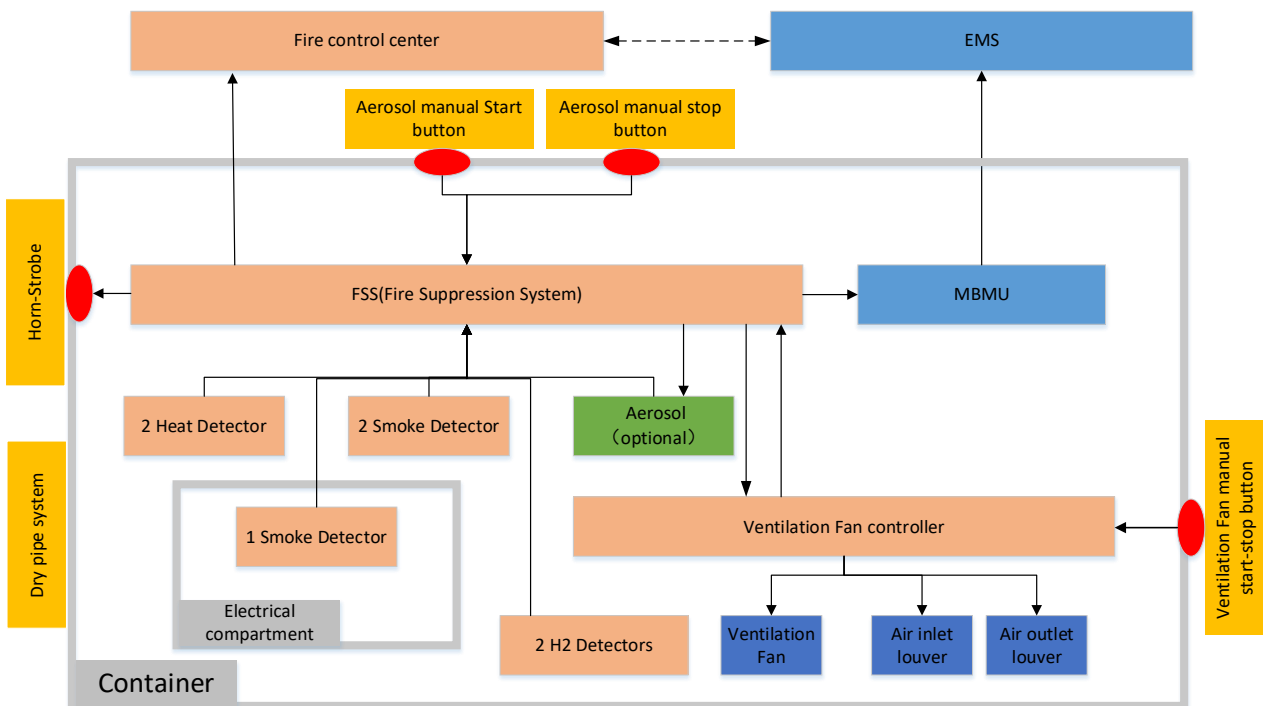 Fire control center
EMS
Aerosol manual Start
button
Aerosol manual stop
button
Horn-Strobe
FSS(Fire Suppression System)
MBMU
2 Heat Detector
2 Smoke Detector
Aerosol
（optional）
Dry pipe system
1 Smoke Detector
Ventilation Fan controller
Ventilation Fan manual
start-stop button
Electrical
compartment
2 H2 Detectors
Ventilation
Fan
Air inlet
louver
Air outlet
louver
Container